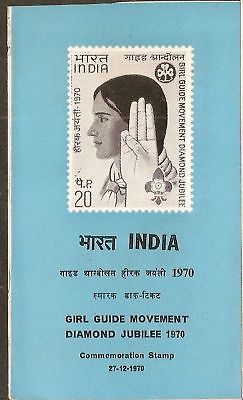 भारत
INDIA
गाइड आन्दोलन
हीरक जयंती-1970
GIRL GUIDE MOVEMENT DIAMOND JUBILEE
पै.P.
20
भारत INDIA
गाइड आन्दोलन हीरक जयंती 1970
स्मारक डाक-टिकट
GIRL GUIDE MOVEMENT
DIAMOND JUBILEE 1970
Commemoration Stamp
27-12-1970